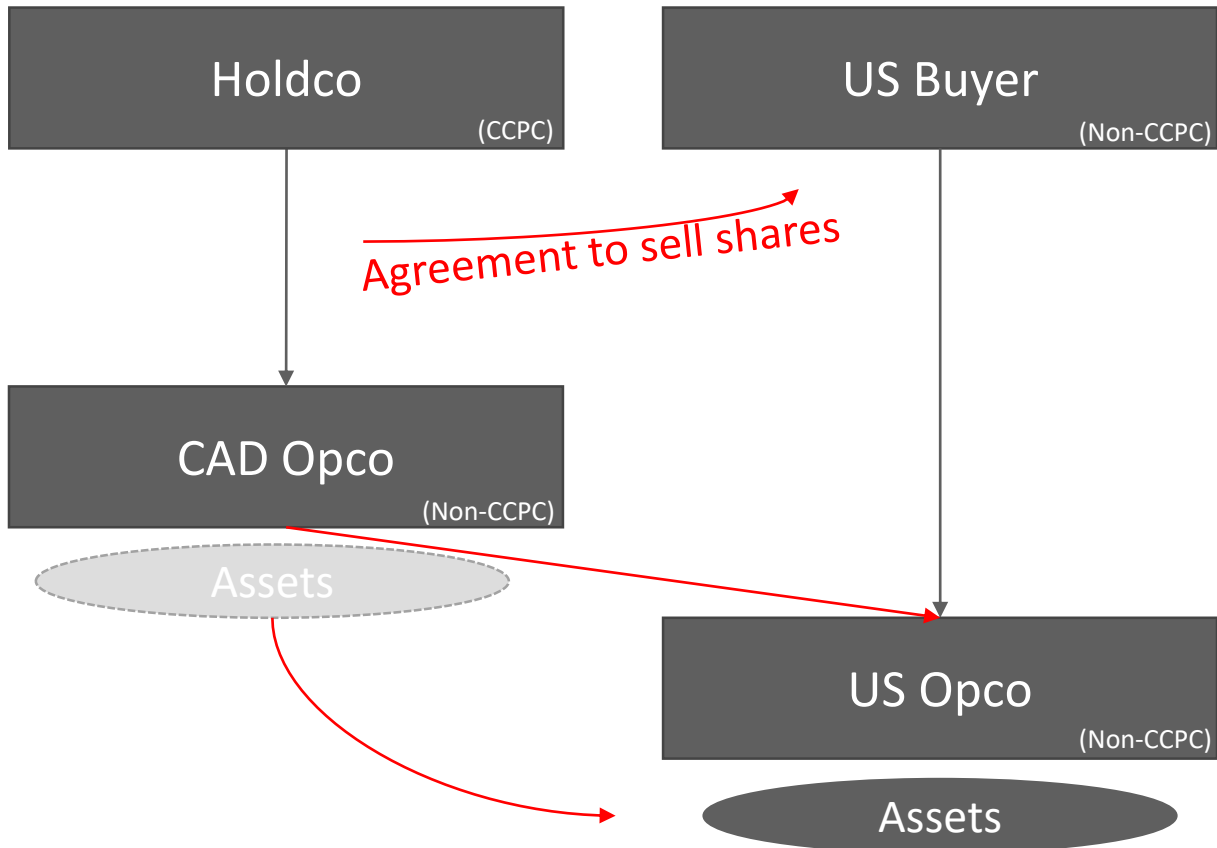 Holdco
(CCPC)
US Buyer
(Non-CCPC)
Agreement to sell shares
CAD Opco
(Non-CCPC)
Assets
US Opco
(Non-CCPC)
Assets